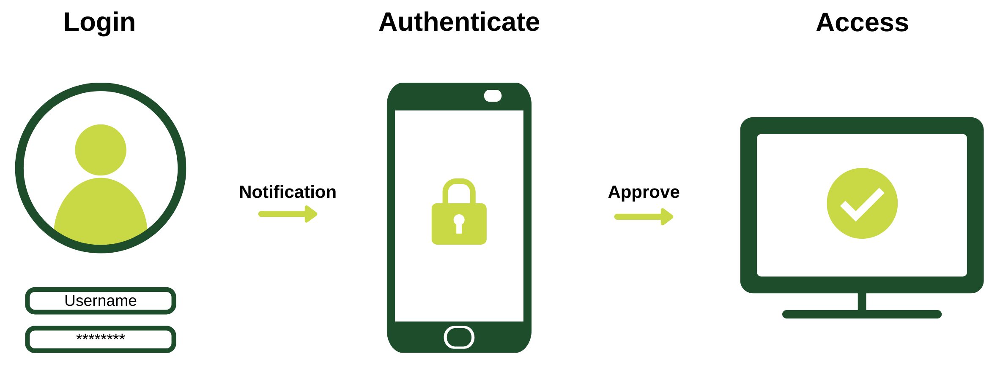 Login
Authenticate
Access
Notification
Approve
Username
********